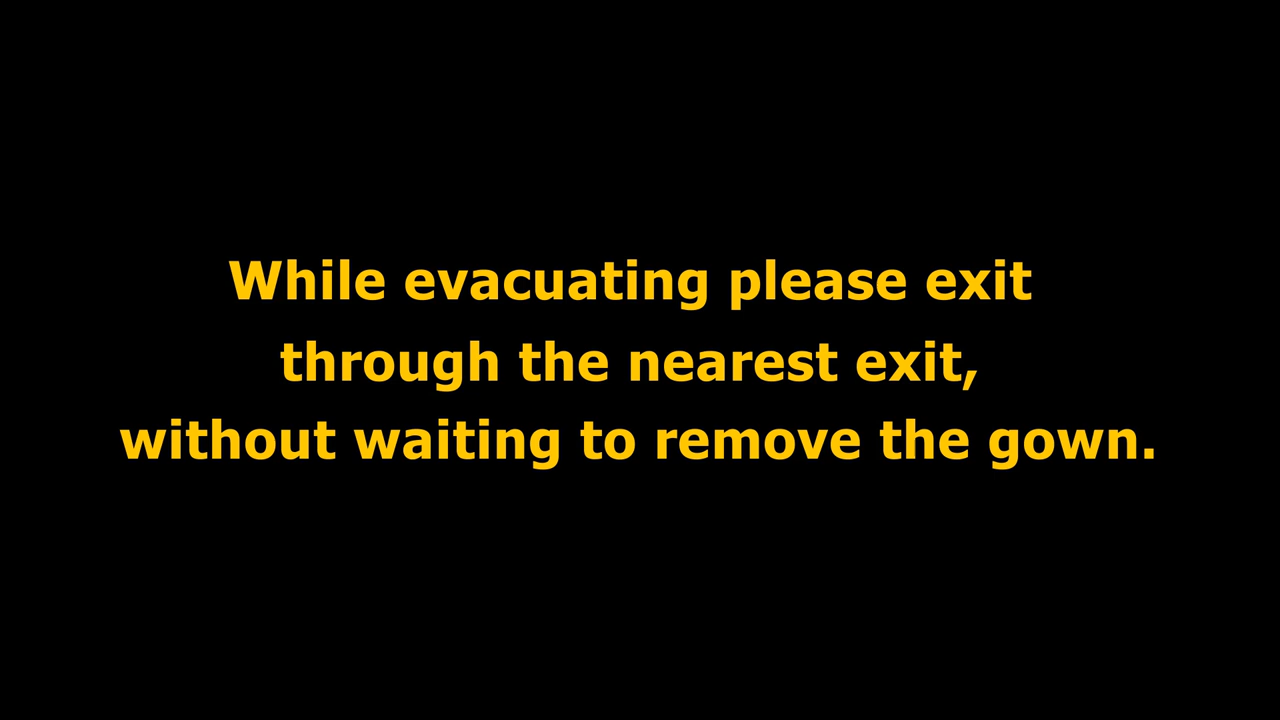 While evacuating please exit
through the nearest exit,
without waiting to remove the gown.